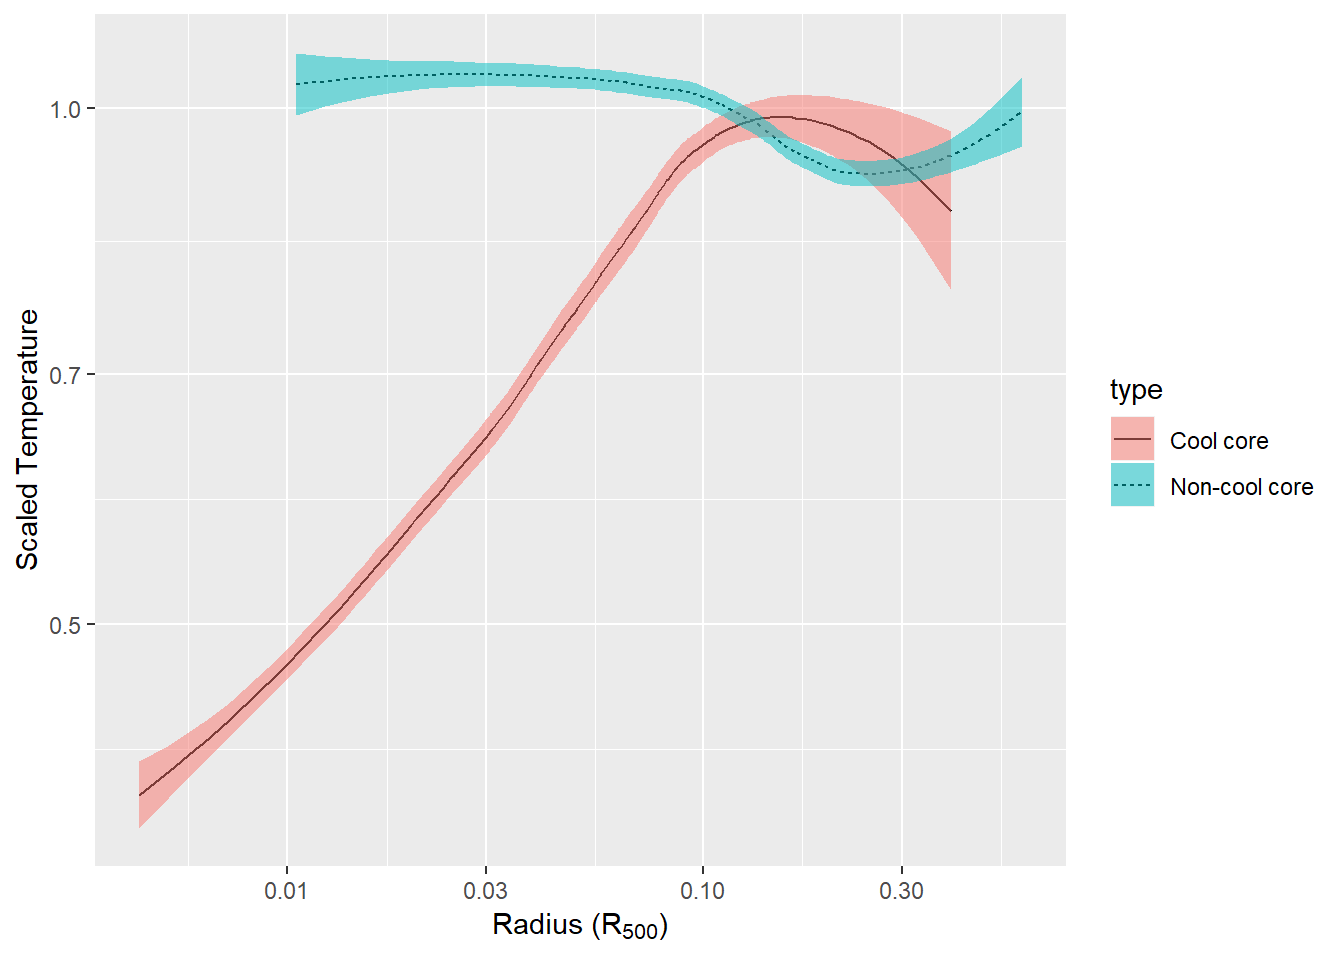 1.0
0.7
0.5
Scaled Temperature
0.01 0.03 0.10 0.30
Radius (R500)
type
Cool core
Non-cool core